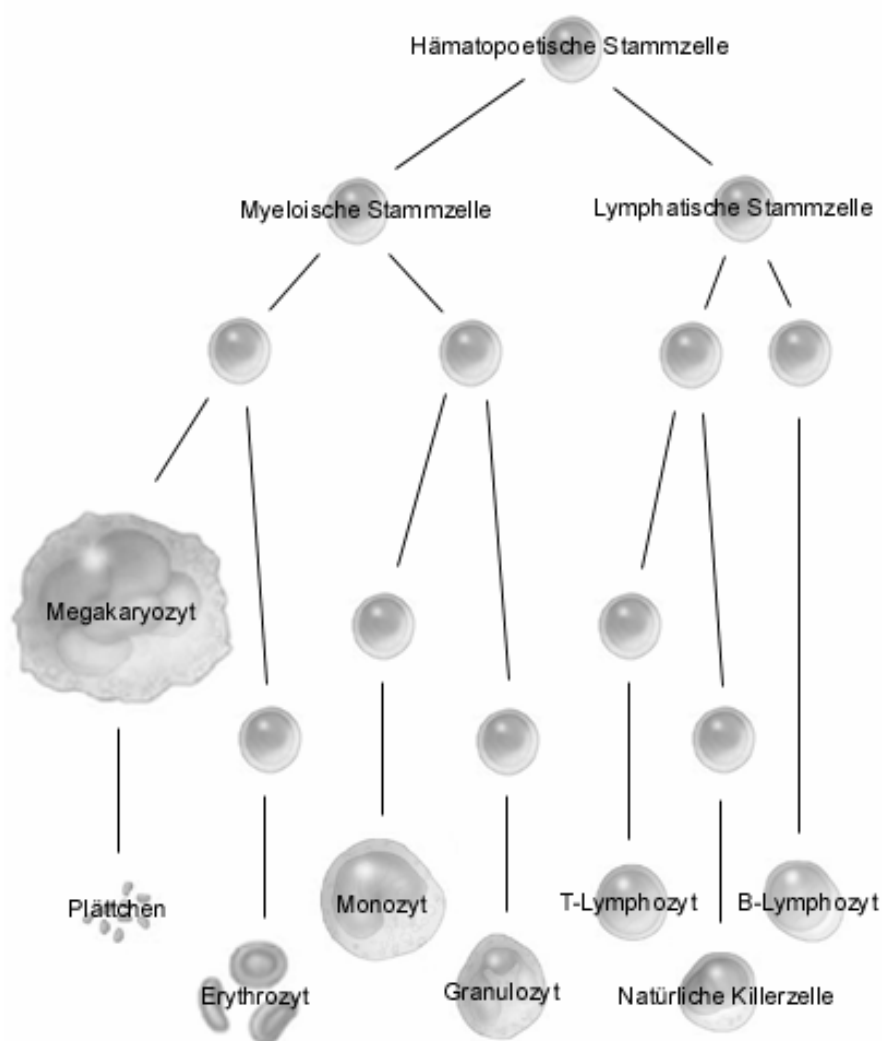 Hämatopoetische Stammzelle
Myeloische Stammzelle
Lymphatische Stammzelle
Megakaryozyt
Plättchen
Monozyt
T-Lymphozyt
B-Lymphozyt
Erythrozyt
Granulozyt
Natürliche Killerzelle